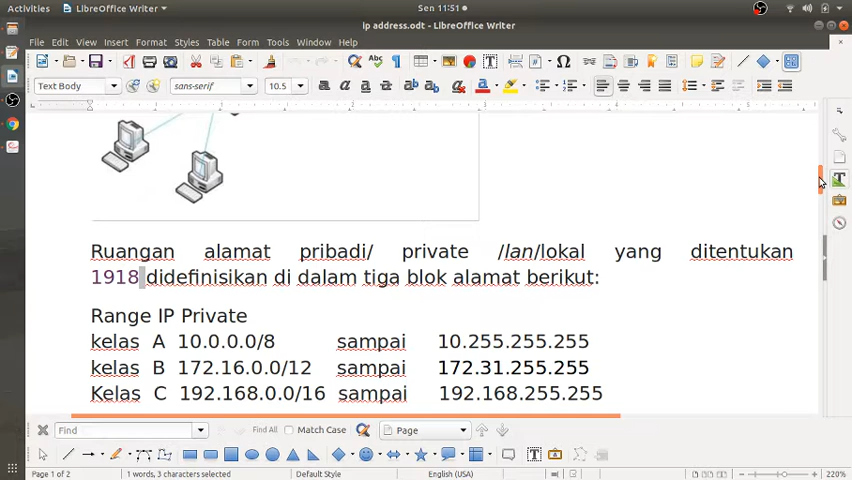 Activities LibreOffice Writer Sen 11:51
ip address.odt - LibreOffice Writer
File Edit View Insert Format Styles Table Form Tools Window Help
Text Body sans-serif 10.5
Ruangan alamat pribadi/ private /lan/lokal yang ditentukan
1918 didefinisikan di dalam tiga blok alamat berikut:
Range IP Private
kelas A 10.0.0.0/8 sampai 10.255.255.255
kelas B 172.16.0.0/12 sampai 172.31.255.255
Kelas C 192.168.0.0/16 sampai 192.168.255.255
Find Find All Match Case Page
Page 1 of 2 1 words, 3 characters selected Default Style English (USA) 220%